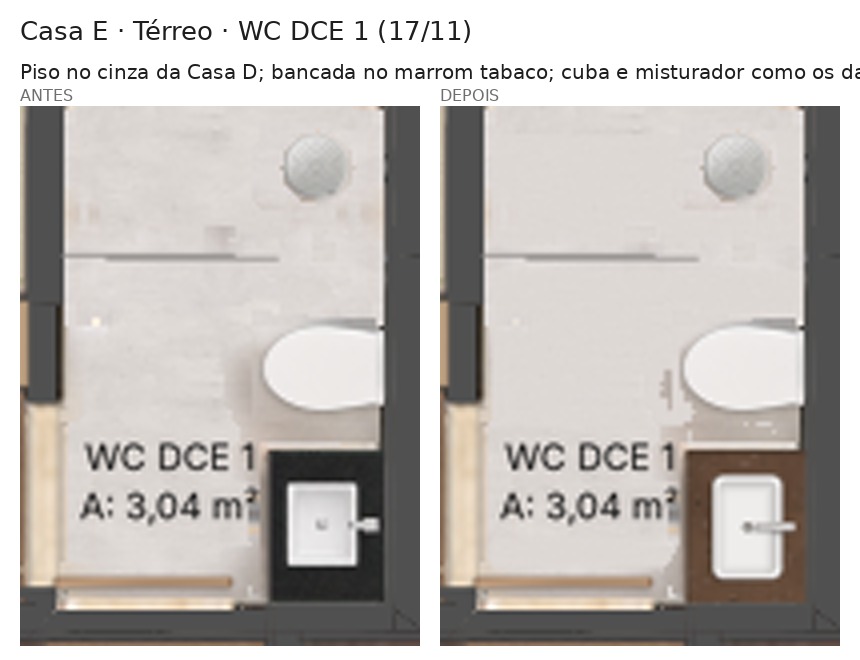 Casa E · Térreo · WC DCE 1 (17/11)
Piso no cinza da Casa D; bancada no marrom tabaco; cuba e misturador como os da
ANTES
DEPOIS
WC DCE 1
A: 3,04 m²
WC DCE 1
A: 3,04 m²